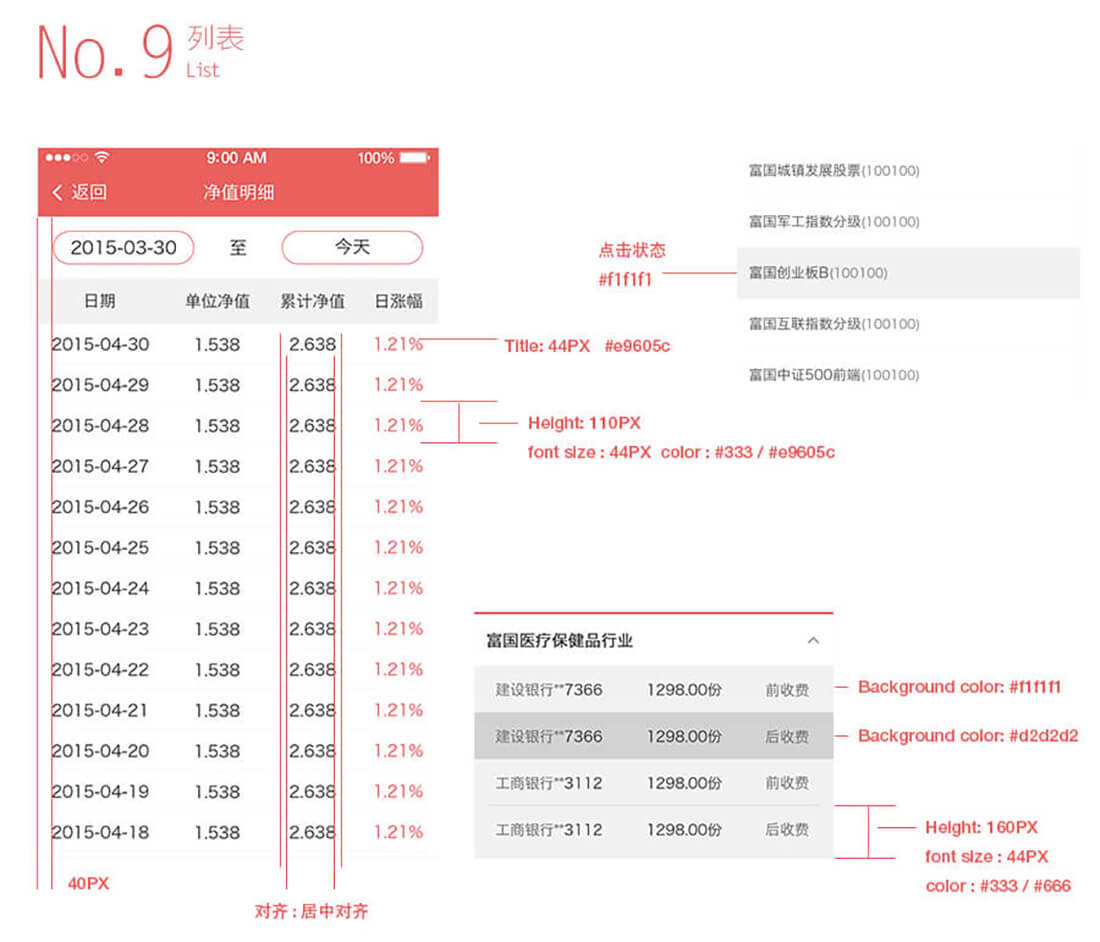 No. 9 列表
List
9:00 AM 100%
返回 净值明细
2015-03-30 至 今天
日期 单位净值 累计净值 日涨幅
2015-04-30 1.538 2.638 1.21%
2015-04-29 1.538 2.638 1.21%
2015-04-28 1.538 2.638 1.21%
2015-04-27 1.538 2.638 1.21%
2015-04-26 1.538 2.638 1.21%
2015-04-25 1.538 2.638 1.21%
2015-04-24 1.538 2.638 1.21%
2015-04-23 1.538 2.638 1.21%
2015-04-22 1.538 2.638 1.21%
2015-04-21 1.538 2.638 1.21%
2015-04-20 1.538 2.638 1.21%
2015-04-19 1.538 2.638 1.21%
2015-04-18 1.538 2.638 1.21%
40PX
对齐 : 居中对齐
Title: 44PX #e9605c
Height: 110PX
font size : 44PX color : #333 / #e9605c
点击状态
#f1f1f1
富国城镇发展股票(100100)
富国军工指数分级(100100)
富国创业板B(100100)
富国互联指数分级(100100)
富国中证500前端(100100)
富国医疗保健品行业
建设银行**7366 1298.00份 前收费
建设银行**7366 1298.00份 后收费
工商银行**3112 1298.00份 前收费
工商银行**3112 1298.00份 后收费
Background color: #f1f1f1
Background color: #d2d2d2
Height: 160PX
font size : 44PX
color : #333 / #666